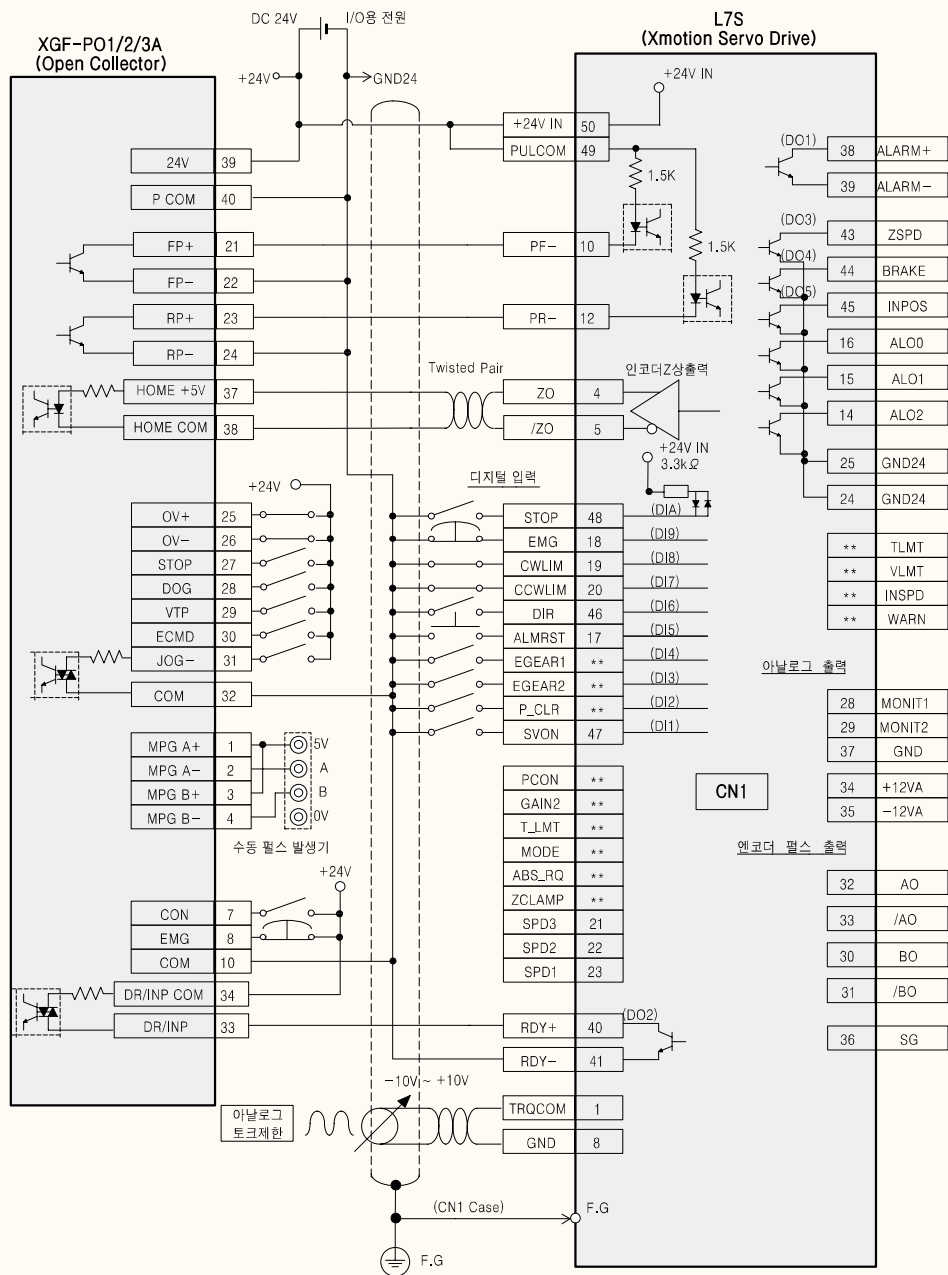 DC 24V
I/O용 전원
XGF-PO1/2/3A
(Open Collector)
L7S
(Xmotion Servo Drive)
+24V
GND24
24V 39
P COM 40
FP+ 21
FP- 22
RP+ 23
RP- 24
HOME +5V 37
HOME COM 38
+24V
OV+ 25
OV- 26
STOP 27
DOG 28
VTP 29
ECMD 30
JOG- 31
COM 32
MPG A+ 1
MPG A- 2
MPG B+ 3
MPG B- 4
5V
A
B
0V
수동 펄스 발생기
+24V
CON 7
EMG 8
COM 10
DR/INP COM 34
DR/INP 33
아날로그
토크제한
-10V ~ +10V
Twisted Pair
디지털 입력
+24V IN
+24V IN 50
PULCOM 49
1.5K
1.5K
PF- 10
PR- 12
인코더Z상출력
ZO 4
/ZO 5
+24V IN
3.3kΩ
STOP 48 (DIA)
EMG 18 (DI9)
CWLIM 19 (DI8)
CCWLIM 20 (DI7)
DIR 46 (DI6)
ALMRST 17 (DI5)
EGEAR1 ** (DI4)
EGEAR2 ** (DI3)
P_CLR ** (DI2)
SVON 47 (DI1)
PCON **
GAIN2 **
T_LMT **
MODE **
ABS_RQ **
ZCLAMP **
SPD3 21
SPD2 22
SPD1 23
CN1
RDY+ 40 (DO2)
RDY- 41
TRQCOM 1
GND 8
(CN1 Case)
F.G
F.G
(DO1)
38 ALARM+
39 ALARM-
(DO3)
43 ZSPD
(DO4)
44 BRAKE
(DO5)
45 INPOS
16 ALO0
15 ALO1
14 ALO2
25 GND24
24 GND24
** TLMT
** VLMT
** INSPD
** WARN
아날로그 출력
28 MONIT1
29 MONIT2
37 GND
34 +12VA
35 -12VA
엔코더 펄스 출력
32 AO
33 /AO
30 BO
31 /BO
36 SG